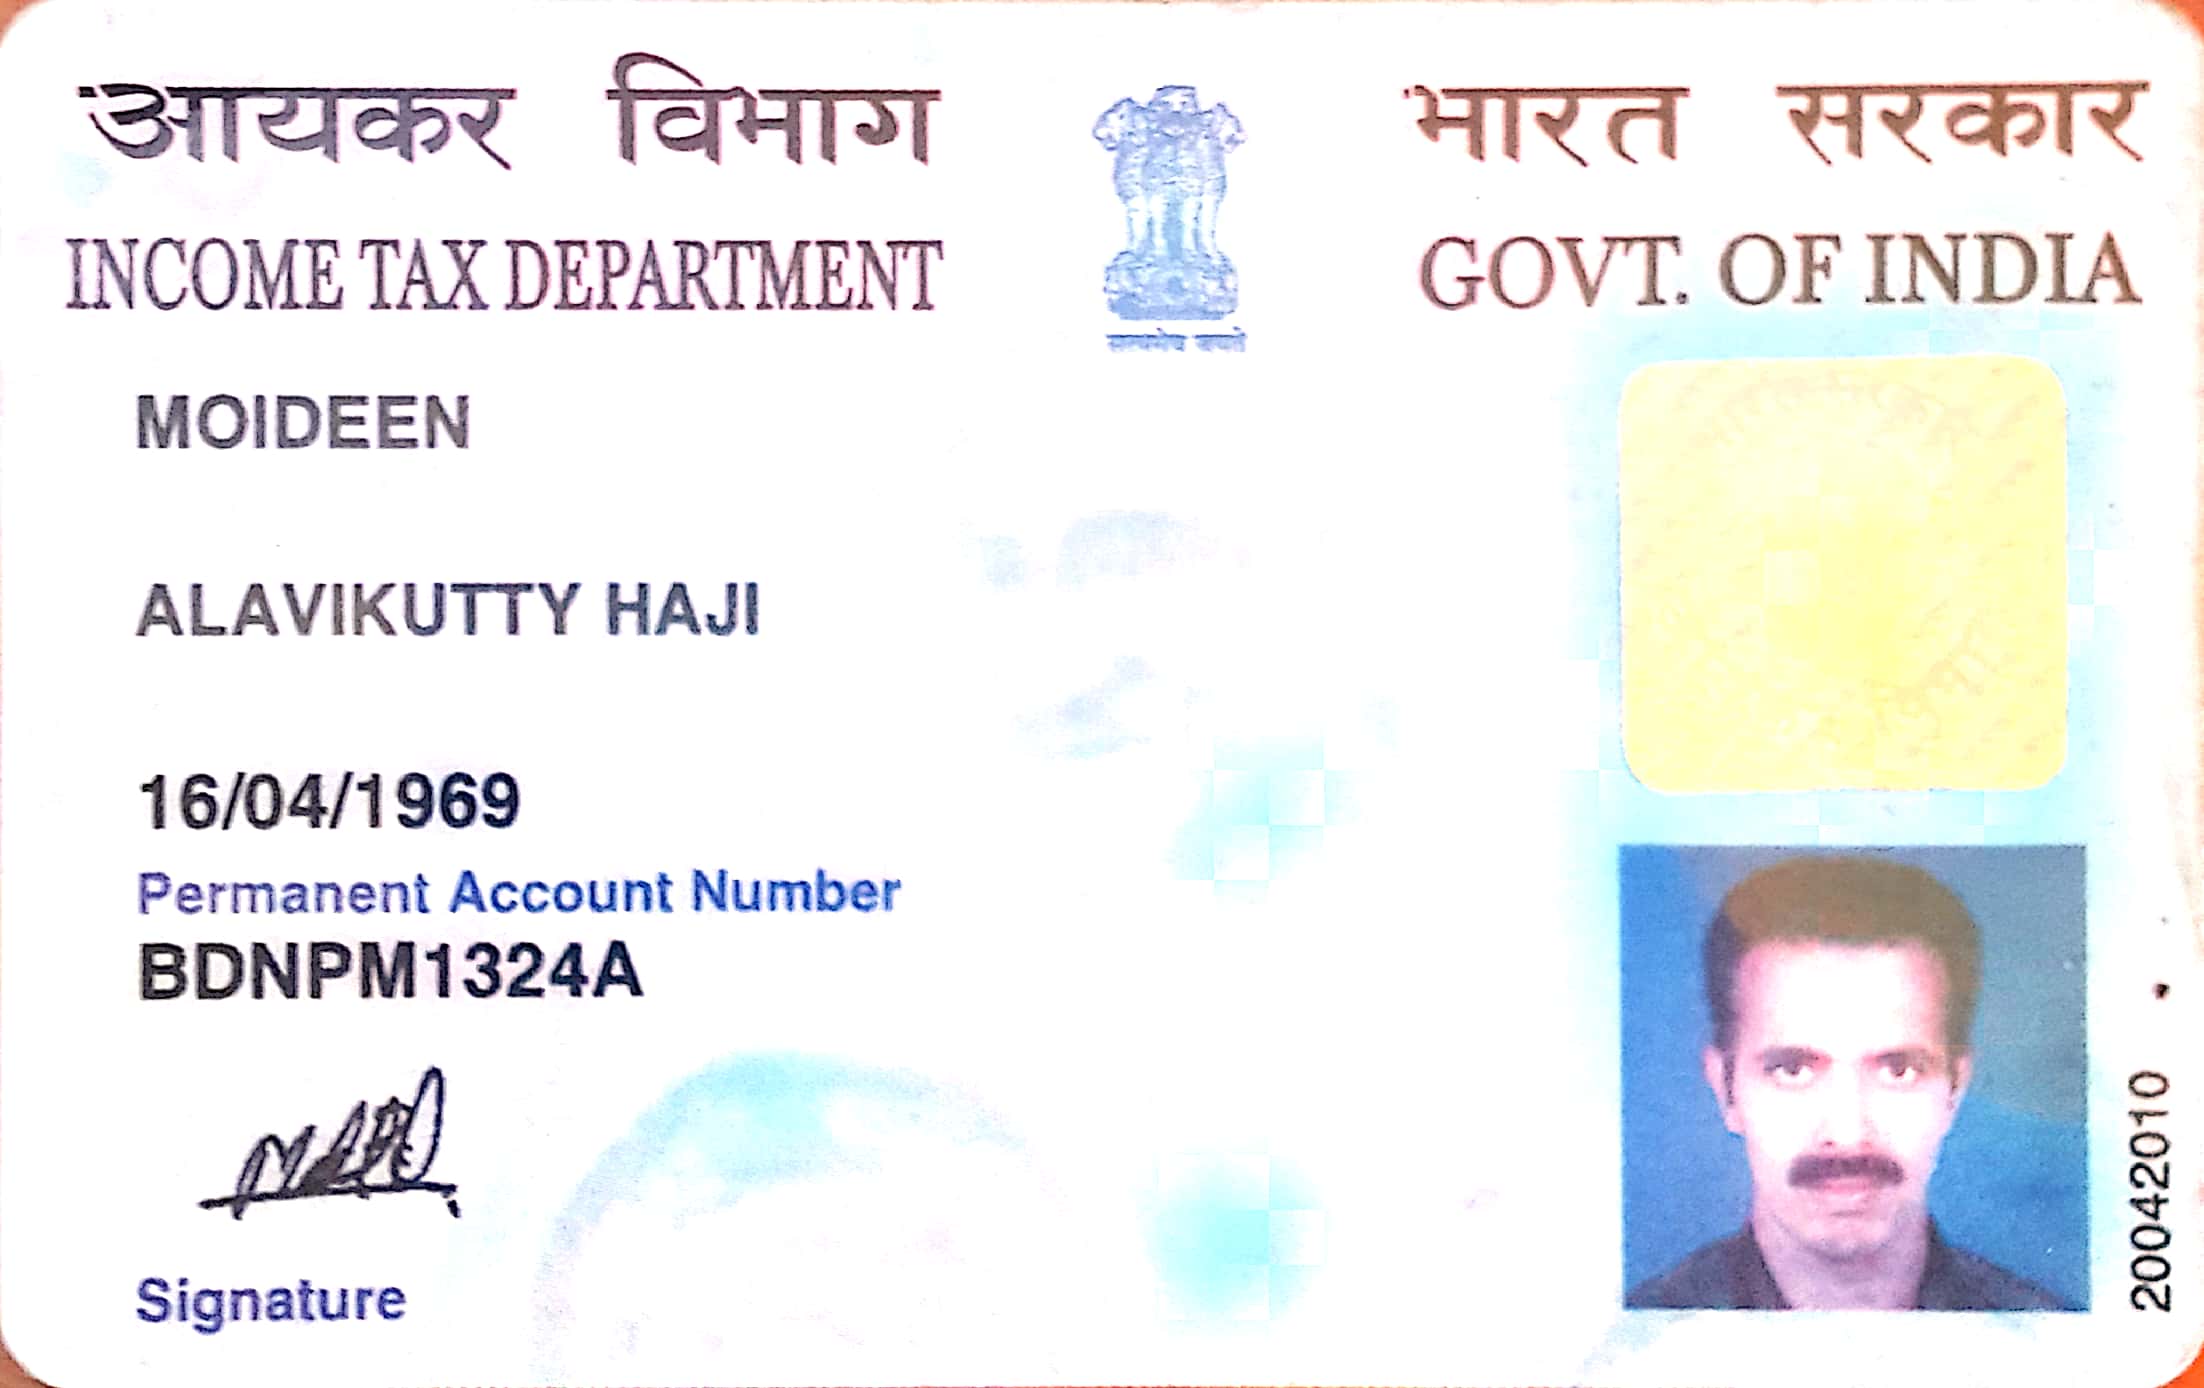 आयकर विभाग
INCOME TAX DEPARTMENT
सत्यमेव जयते
भारत सरकार
GOVT. OF INDIA
MOIDEEN
ALAVIKUTTY HAJI
16/04/1969
Permanent Account Number
BDNPM1324A
Signature
20042010